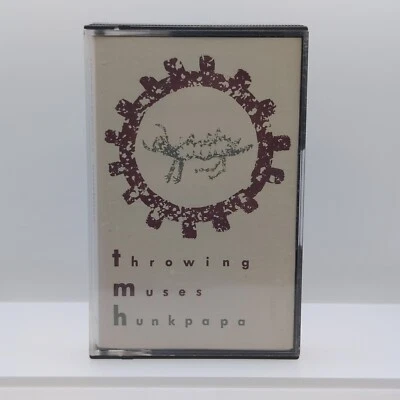 throwing
muses
hunkpapa